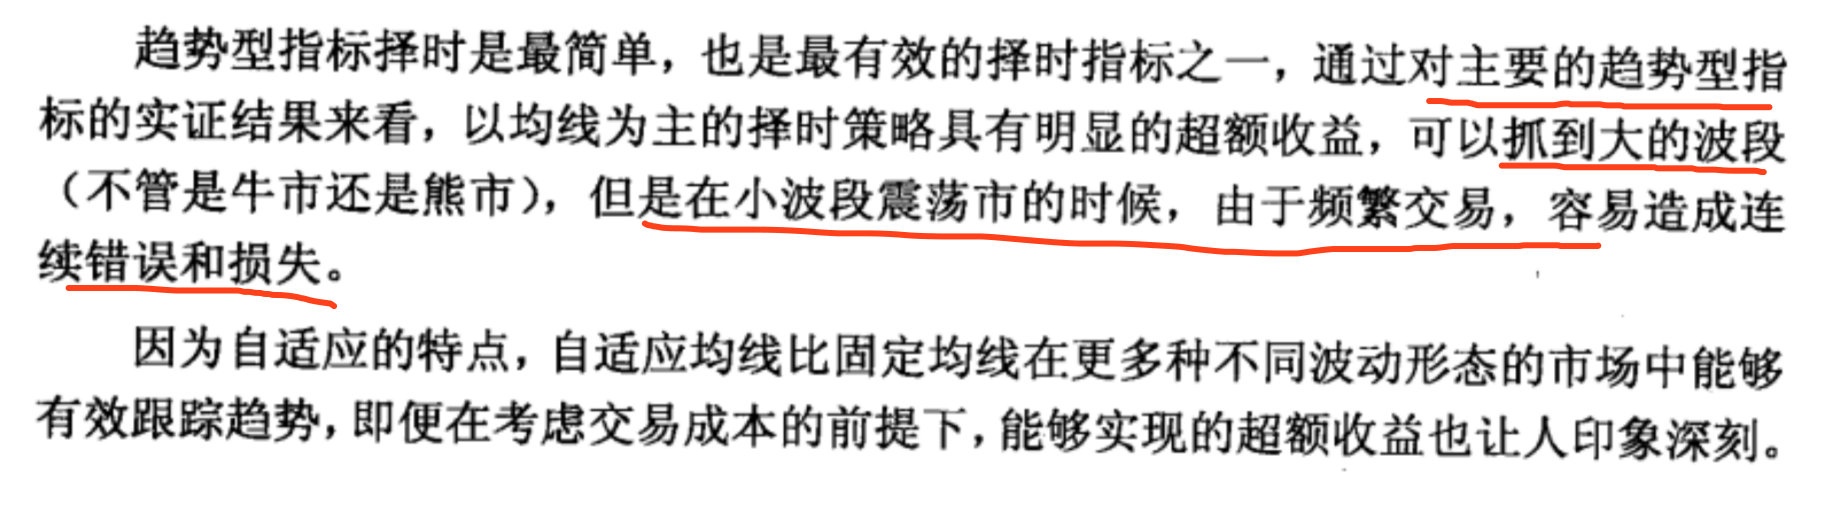 趋势型指标择时是最简单，也是最有效的择时指标之一，通过对主要的趋势型指
标的实证结果来看，以均线为主的择时策略具有明显的超额收益，可以抓到大的波段
（不管是牛市还是熊市），但是在小波段震荡市的时候，由于频繁交易，容易造成连
续错误和损失。
因为自适应的特点，自适应均线比固定均线在更多种不同波动形态的市场中能够
有效跟踪趋势，即便在考虑交易成本的前提下，能够实现的超额收益也让人印象深刻。